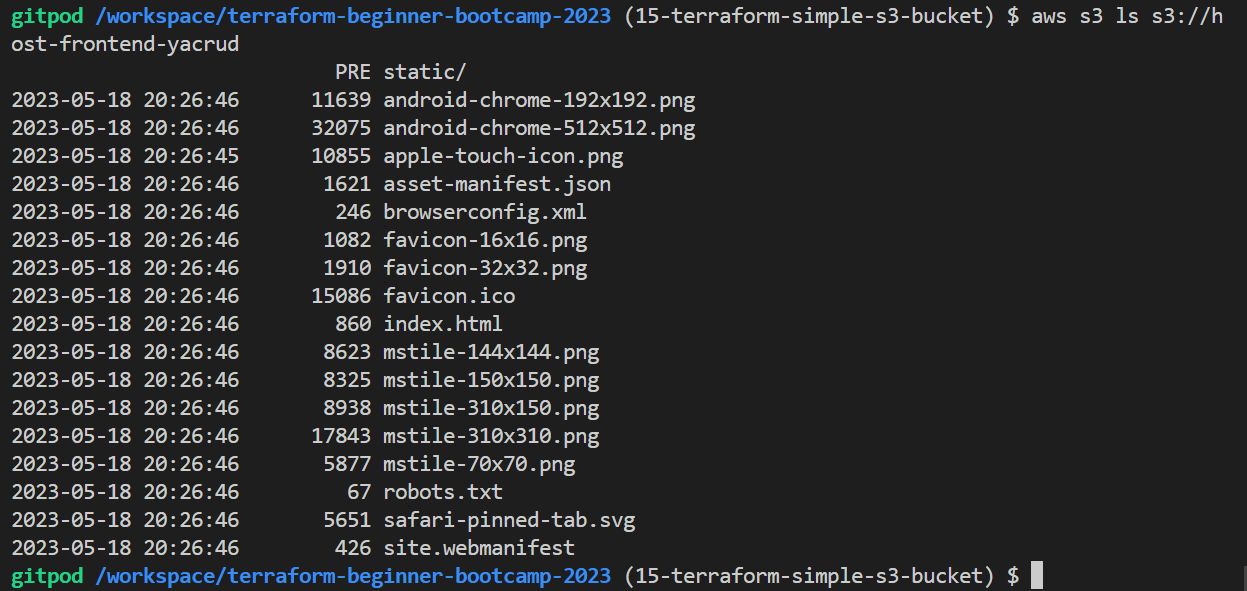 gitpod /workspace/terraform-beginner-bootcamp-2023 (15-terraform-simple-s3-bucket) $ aws s3 ls s3://h
ost-frontend-yacrud
                           PRE static/
2023-05-18 20:26:46      11639 android-chrome-192x192.png
2023-05-18 20:26:46      32075 android-chrome-512x512.png
2023-05-18 20:26:45      10855 apple-touch-icon.png
2023-05-18 20:26:46       1621 asset-manifest.json
2023-05-18 20:26:46        246 browserconfig.xml
2023-05-18 20:26:46       1082 favicon-16x16.png
2023-05-18 20:26:46       1910 favicon-32x32.png
2023-05-18 20:26:46      15086 favicon.ico
2023-05-18 20:26:46        860 index.html
2023-05-18 20:26:46       8623 mstile-144x144.png
2023-05-18 20:26:46       8325 mstile-150x150.png
2023-05-18 20:26:46       8938 mstile-310x150.png
2023-05-18 20:26:46      17843 mstile-310x310.png
2023-05-18 20:26:46       5877 mstile-70x70.png
2023-05-18 20:26:46         67 robots.txt
2023-05-18 20:26:46       5651 safari-pinned-tab.svg
2023-05-18 20:26:46        426 site.webmanifest
gitpod /workspace/terraform-beginner-bootcamp-2023 (15-terraform-simple-s3-bucket) $